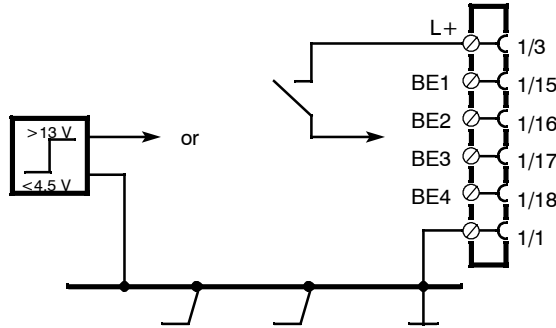 L+
1/3
BE1
1/15
>13 V
or
BE2
1/16
BE3
1/17
<4.5 V
BE4
1/18
1/1